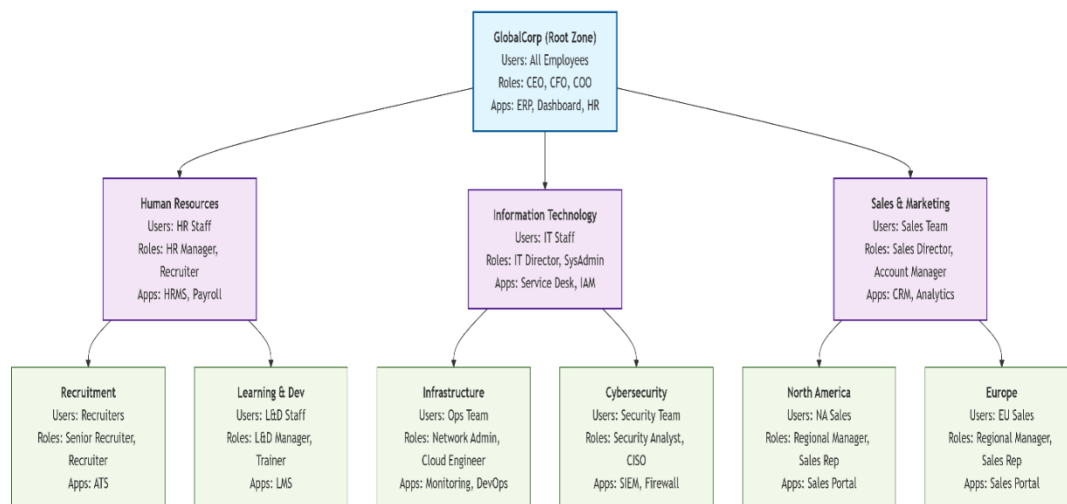 GlobalCorp (Root Zone)
Users: All Employees
Roles: CEO, CFO, COO
Apps: ERP, Dashboard, HR
Human Resources
Users: HR Staff
Roles: HR Manager,
Recruiter
Apps: HRMS, Payroll
Information Technology
Users: IT Staff
Roles: IT Director, SysAdmin
Apps: Service Desk, IAM
Sales & Marketing
Users: Sales Team
Roles: Sales Director,
Account Manager
Apps: CRM, Analytics
Recruitment
Users: Recruiters
Roles: Senior Recruiter,
Recruiter
Apps: ATS
Learning & Dev
Users: L&D Staff
Roles: L&D Manager,
Trainer
Apps: LMS
Infrastructure
Users: Ops Team
Roles: Network Admin,
Cloud Engineer
Apps: Monitoring, DevOps
Cybersecurity
Users: Security Team
Roles: Security Analyst,
CISO
Apps: SIEM, Firewall
North America
Users: NA Sales
Roles: Regional Manager,
Sales Rep
Apps: Sales Portal
Europe
Users: EU Sales
Roles: Regional Manager,
Sales Rep
Apps: Sales Portal